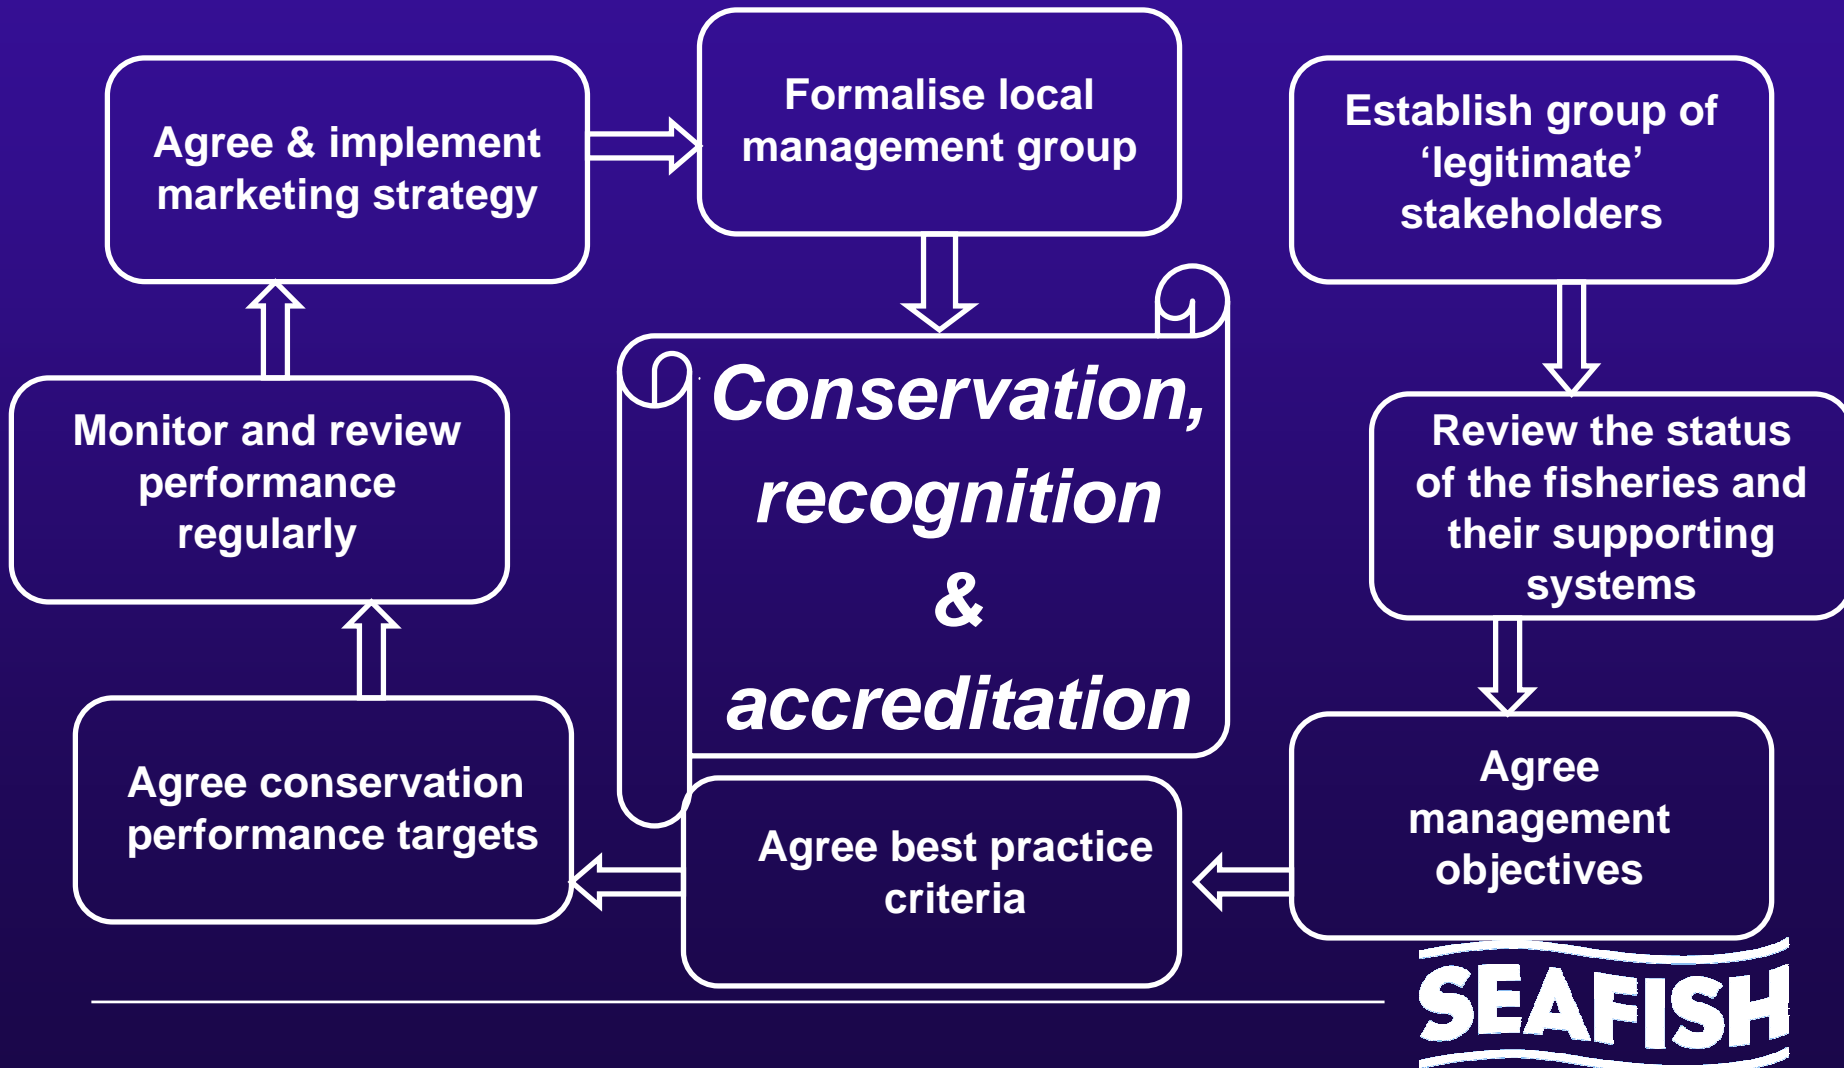 Formalise local
management group
Agree & implement
marketing strategy
Establish group of
‘legitimate’
stakeholders
Conservation,
recognition
&
accreditation
Monitor and review
performance
regularly
Review the status
of the fisheries and
their supporting
systems
Agree conservation
performance targets
Agree best practice
criteria
Agree
management
objectives
SEAFISH